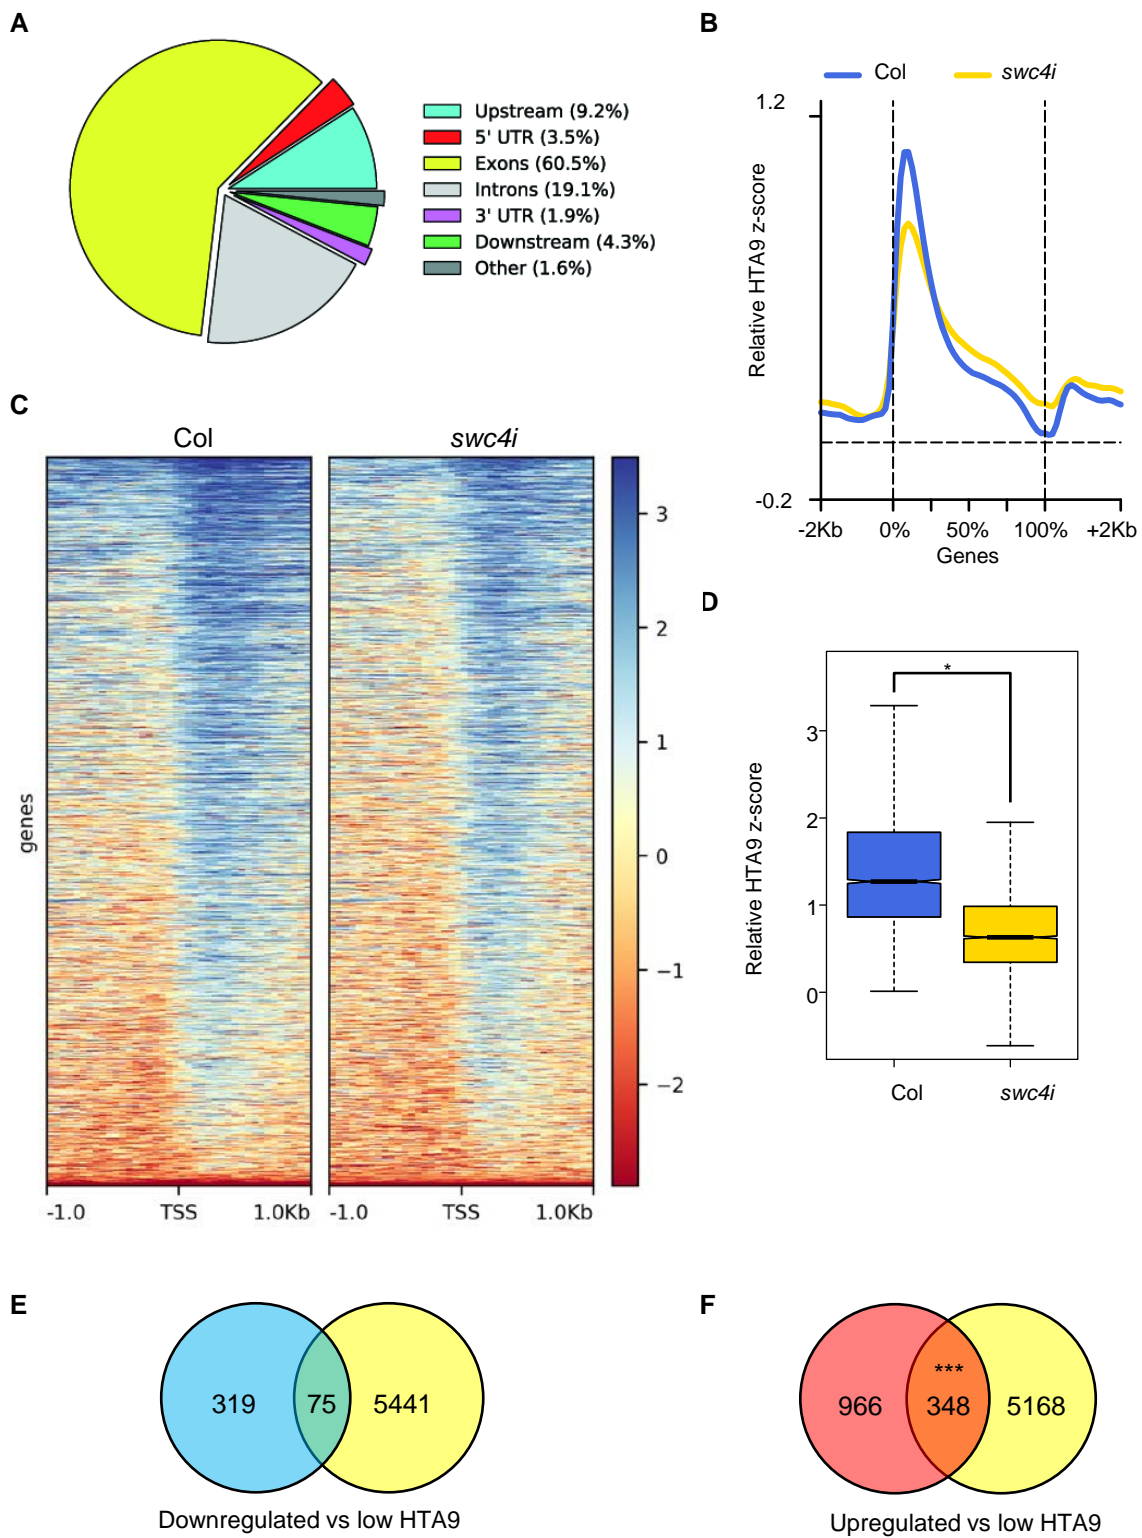 A
Upstream (9.2%)
5' UTR (3.5%)
Exons (60.5%)
Introns (19.1%)
3' UTR (1.9%)
Downstream (4.3%)
Other (1.6%)
B
Col
swc4i
1.2
Relative HTA9 z-score
-0.2
-2Kb 0% 50% 100% +2Kb
Genes
C
Col
swc4i
genes
3
2
1
0
−1
−2
-1.0 TSS 1.0Kb
-1.0 TSS 1.0Kb
D
*
Relative HTA9 z-score
3
2
1
0
Col swc4i
E
319 75 5441
Downregulated vs low HTA9
F
***
966 348 5168
Upregulated vs low HTA9